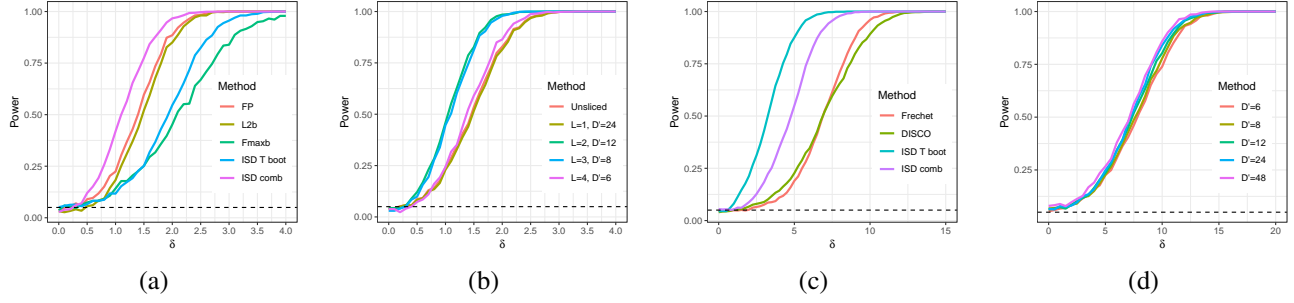 1.00
0.75
0.50
0.25
0.00
Power
0.0 0.5 1.0 1.5 2.0 2.5 3.0 3.5 4.0
δ
Method
FP
L2b
Fmaxb
ISD T boot
ISD comb
(a)
1.00
0.75
0.50
0.25
0.00
Power
0.0 0.5 1.0 1.5 2.0 2.5 3.0 3.5 4.0
δ
Method
Unsliced
L=1, D'=24
L=2, D'=12
L=3, D'=8
L=4, D'=6
(b)
1.00
0.75
0.50
0.25
0.00
Power
0 5 10 15
δ
Method
Frechet
DISCO
ISD T boot
ISD comb
(c)
1.00
0.75
0.50
0.25
Power
0 5 10 15 20
δ
Method
D'=6
D'=8
D'=12
D'=24
D'=48
(d)